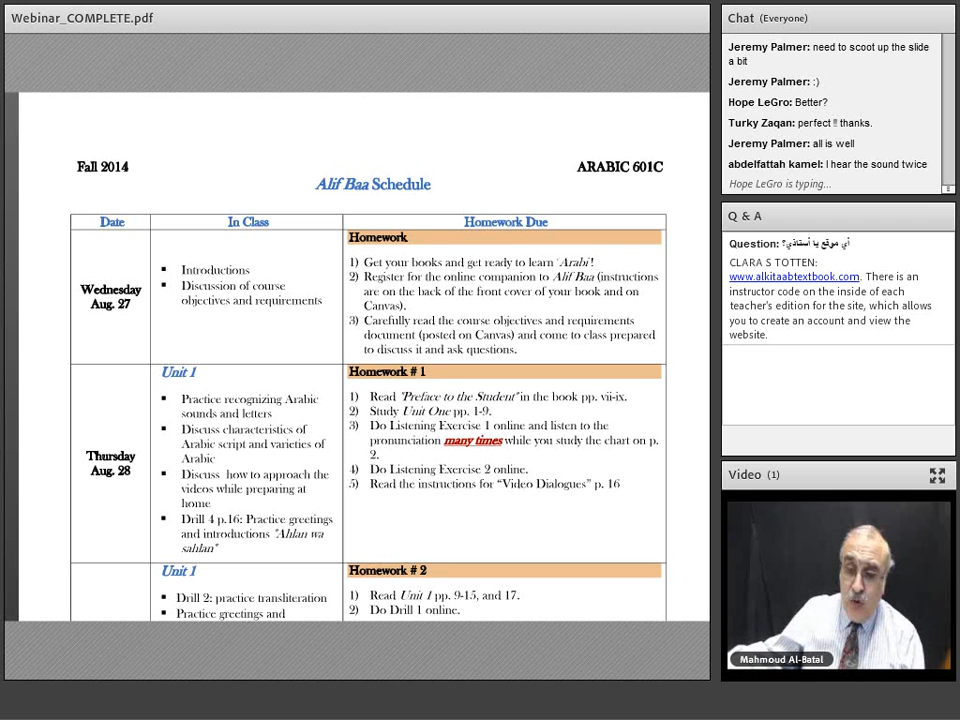 Webinar_COMPLETE.pdf
Fall 2014
ARABIC 601C
Alif Baa Schedule
Date
In Class
Homework Due
Wednesday
Aug. 27
▪ Introductions
▪ Discussion of course
objectives and requirements
Homework
1) Get your books and get ready to learn `Arabi`!
2) Register for the online companion to Alif Baa (instructions
are on the back of the front cover of your book and on
Canvas).
3) Carefully read the course objectives and requirements
document (posted on Canvas) and come to class prepared
to discuss it and ask questions.
Thursday
Aug. 28
Unit 1
▪ Practice recognizing Arabic
sounds and letters
▪ Discuss characteristics of
Arabic script and varieties of
Arabic
▪ Discuss how to approach the
videos while preparing at
home
▪ Drill 4 p.16: Practice greetings
and introductions "Ahlan wa
sahlan"
Homework # 1
1) Read "Preface to the Student" in the book pp. vii-ix.
2) Study Unit One pp. 1-9.
3) Do Listening Exercise 1 online and listen to the
pronunciation many times while you study the chart on p.
2.
4) Do Listening Exercise 2 online.
5) Read the instructions for “Video Dialogues” p. 16
Unit 1
▪ Drill 2: practice transliteration
▪ Practice greetings and
Homework # 2
1) Read Unit 1 pp. 9-15, and 17.
2) Do Drill 1 online.
Chat (Everyone)
Jeremy Palmer: need to scoot up the slide
a bit
Jeremy Palmer: :)
Hope LeGro: Better?
Turky Zaqan: perfect !! thanks.
Jeremy Palmer: all is well
abdelfattah kamel: I hear the sound twice
Hope LeGro is typing...
Q & A
Question: أي موقع يا أستاذي؟
CLARA S TOTTEN:
www.alkitaabtextbook.com. There is an
instructor code on the inside of each
teacher's edition for the site, which allows
you to create an account and view the
website.
Video (1)
Mahmoud Al-Batal